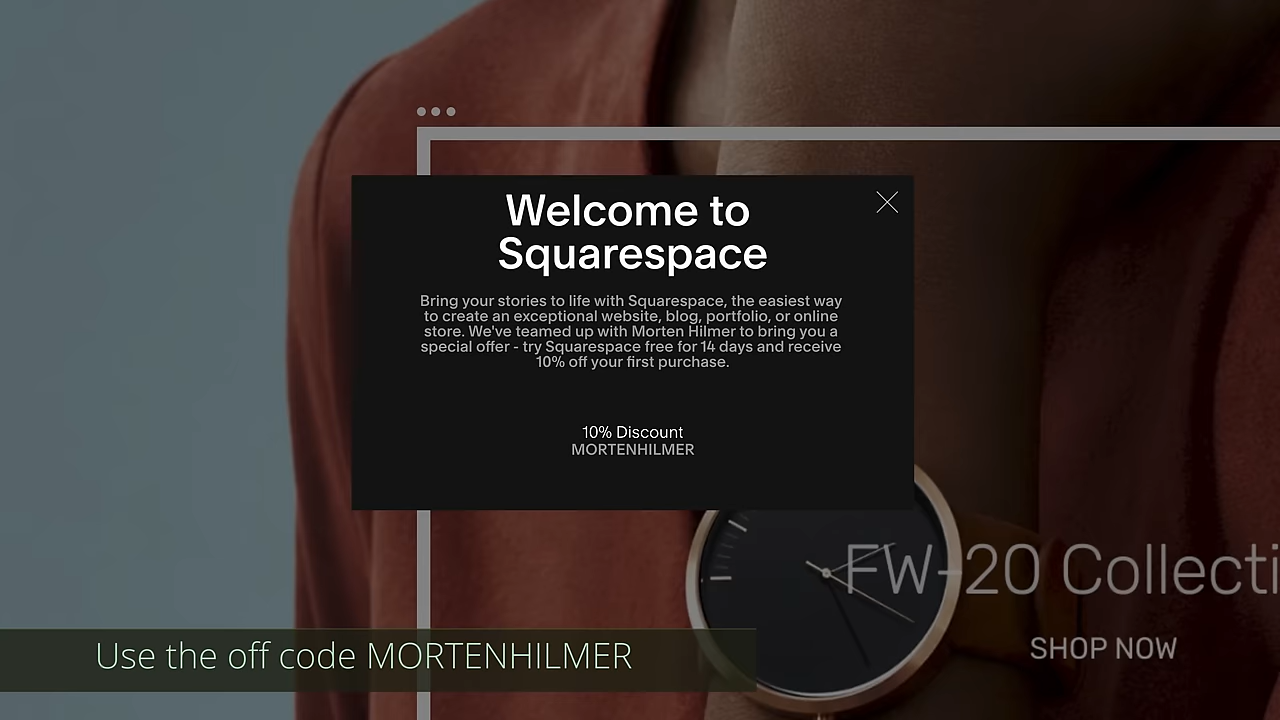 Welcome to
Squarespace
Bring your stories to life with Squarespace, the easiest way
to create an exceptional website, blog, portfolio, or online
store. We've teamed up with Morten Hilmer to bring you a
special offer - try Squarespace free for 14 days and receive
10% off your first purchase.
10% Discount
MORTENHILMER
FW-20 Collecti
SHOP NOW
Use the off code MORTENHILMER